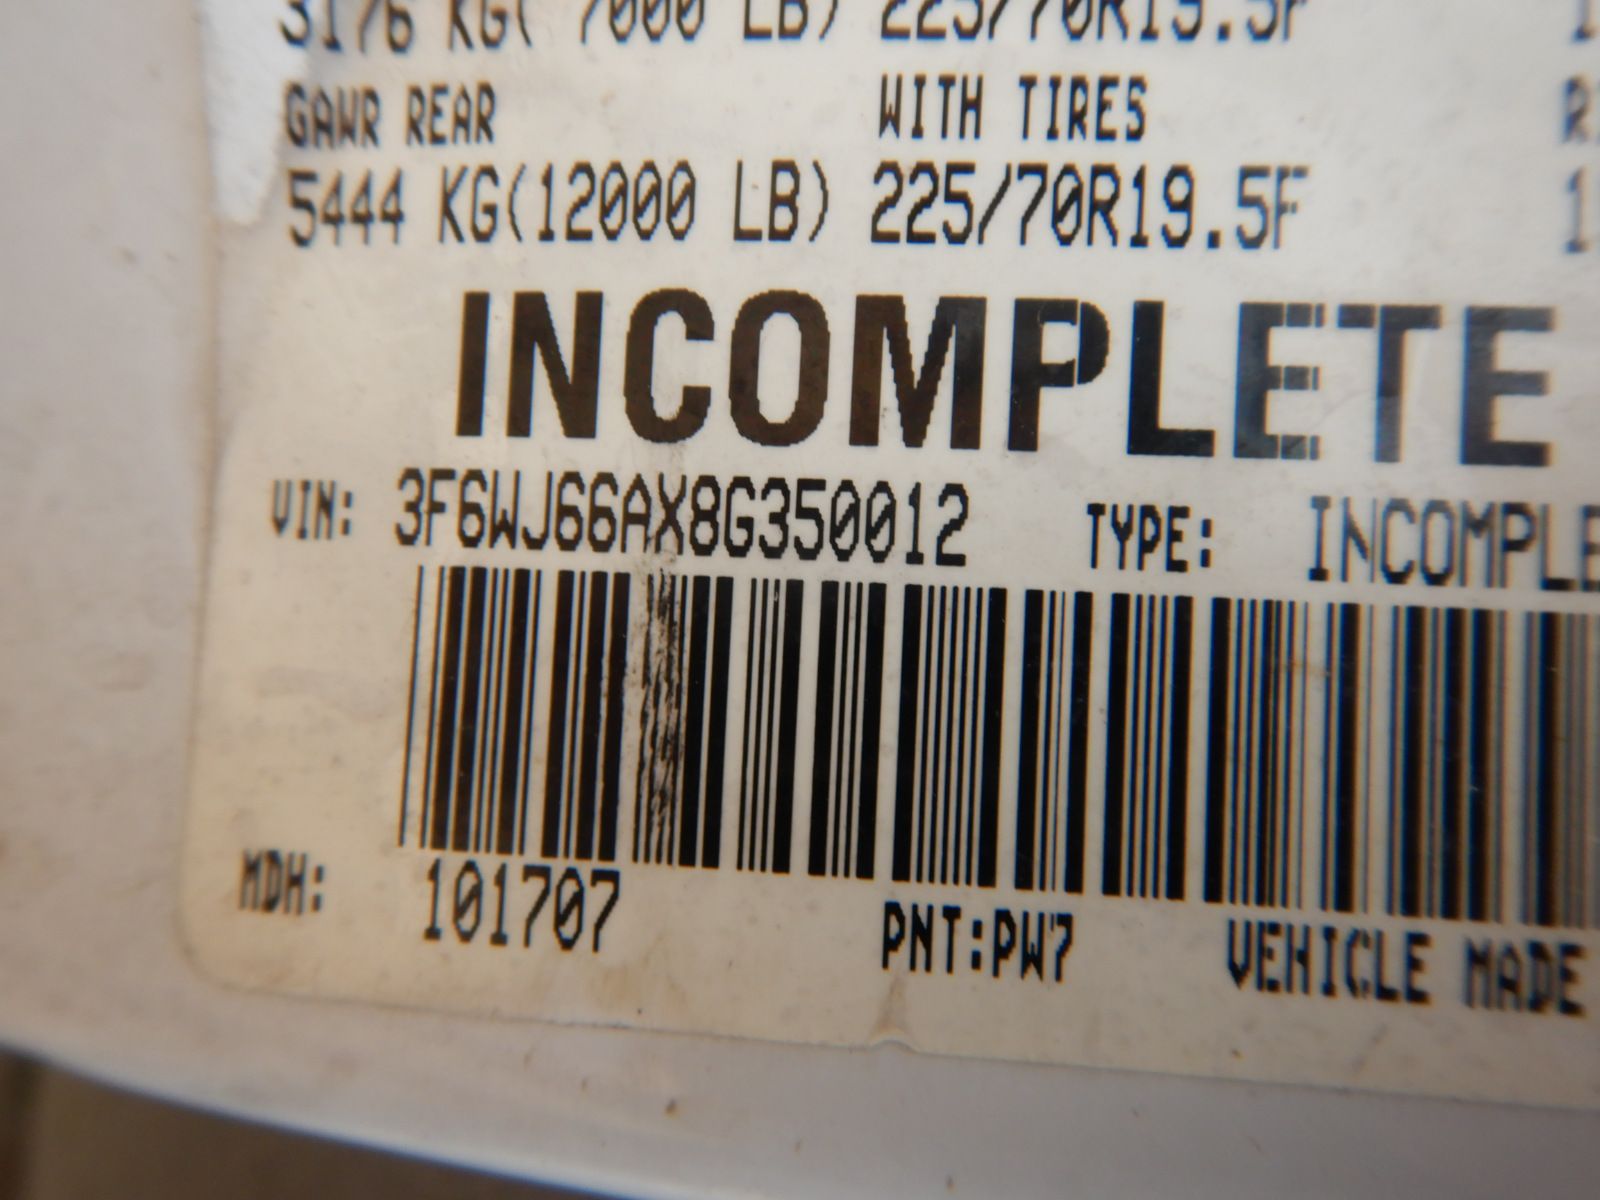 3176 KG( 7000 LB) 225/70R19.5F
GAWR REAR WITH TIRES
5444 KG(12000 LB) 225/70R19.5F
INCOMPLETE
VIN: 3F6WJ66AX8G350012 TYPE: INCOMPLE
MDH: 101707 PNT:PW7 VEHICLE MADE